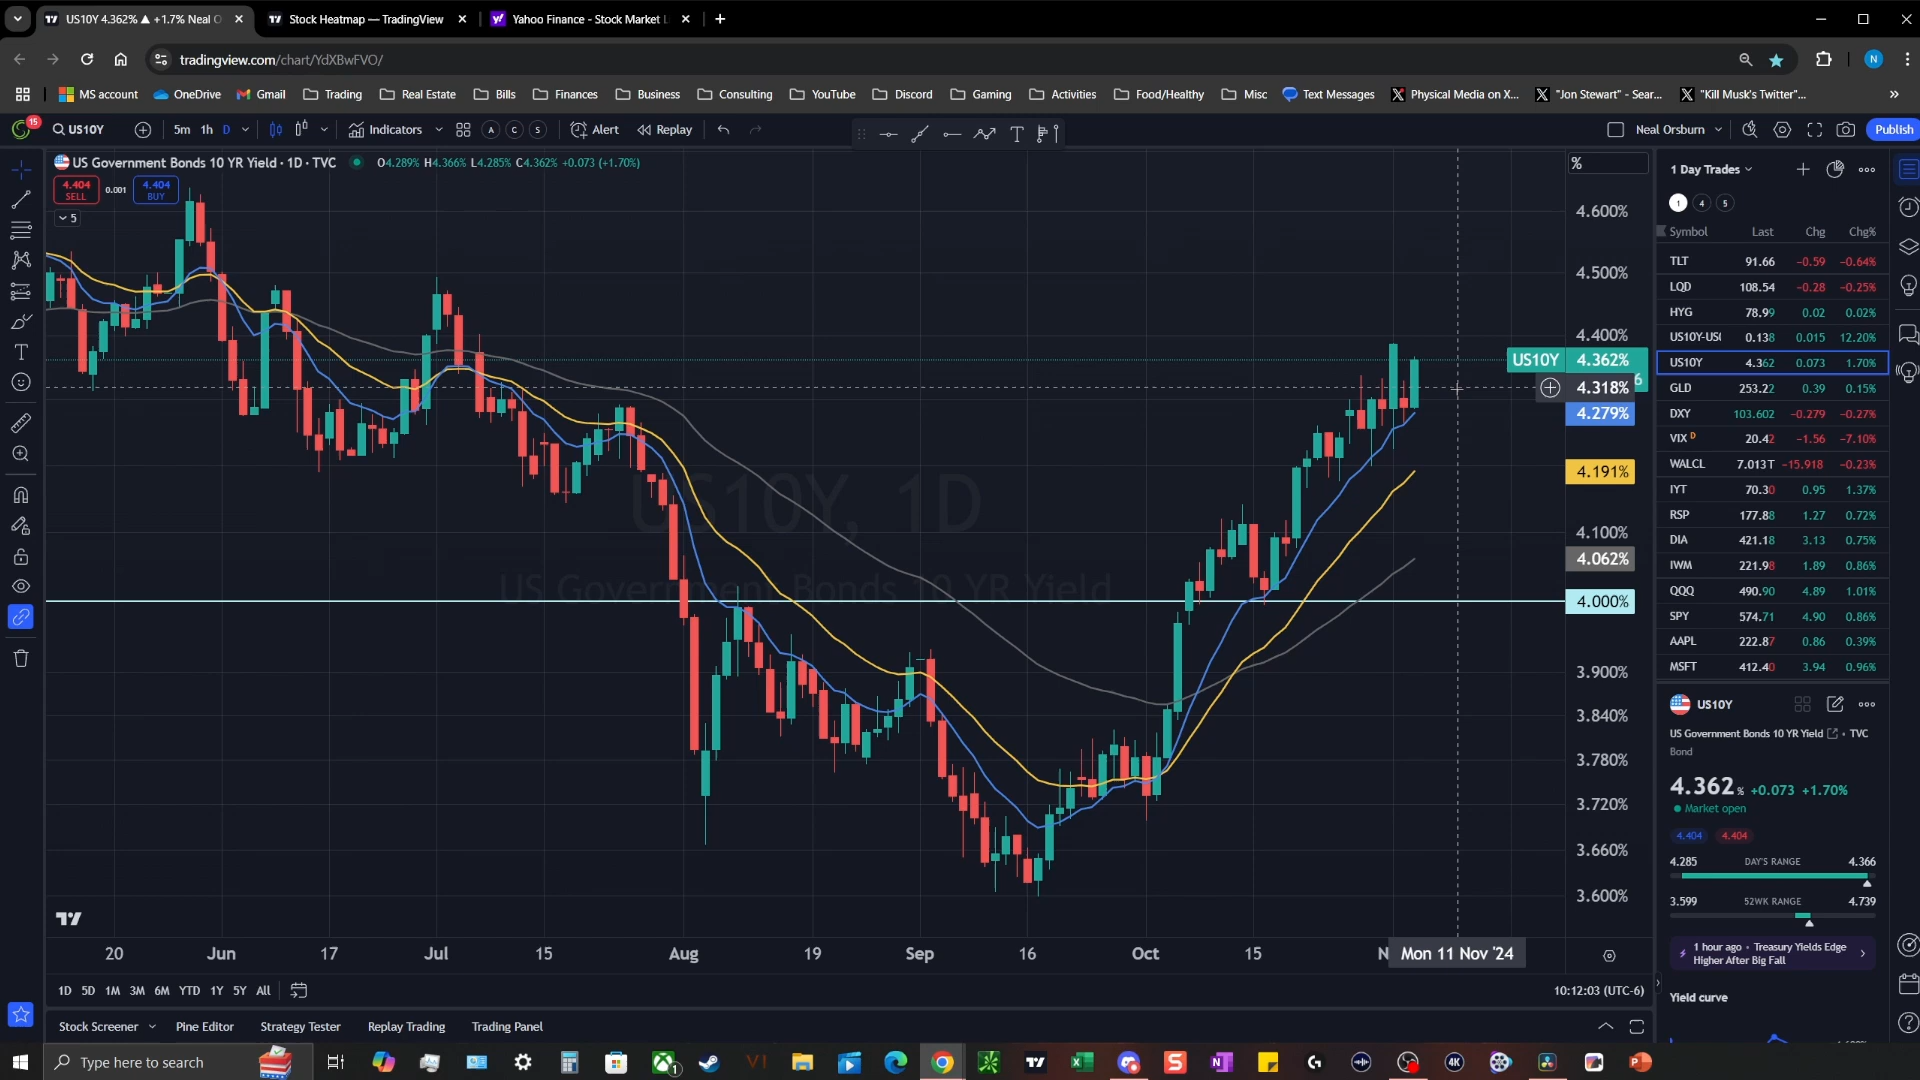 US10Y 4.362% ▲ +1.7% Neal O
Stock Heatmap — TradingView
Yahoo Finance - Stock Market L
tradingview.com/chart/YdXBwFVO/
N
MS account
OneDrive
Gmail
Trading
Real Estate
Bills
Finances
Business
Consulting
YouTube
Discord
Gaming
Activities
Food/Healthy
Misc
Text Messages
Physical Media on X...
"Jon Stewart" - Sear...
"Kill Musk's Twitter"...
15
US10Y
5m 1h D
Indicators
A C S
Alert
Replay
Neal Orsburn
Publish
US Government Bonds 10 YR Yield · 1D · TVC
O4.289% H4.366% L4.285% C4.362% +0.073 (+1.70%)
4.404 SELL
0.001
4.404 BUY
5
US10Y, 1D
US Government Bonds 10 YR Yield
%
4.600%
4.500%
4.400%
US10Y 4.362%
4.318%
4.279%
4.191%
4.100%
4.062%
4.000%
3.900%
3.840%
3.780%
3.720%
3.660%
3.600%
20 Jun 17 Jul 15 Aug 19 Sep 16 Oct 15 N Mon 11 Nov '24
1D 5D 1M 3M 6M YTD 1Y 5Y All
10:12:03 (UTC-6)
Stock Screener
Pine Editor
Strategy Tester
Replay Trading
Trading Panel
1 Day Trades
1 4 5
Symbol Last Chg Chg%
TLT 91.66 −0.59 −0.64%
LQD 108.54 −0.28 −0.25%
HYG 78.99 0.02 0.02%
US10Y-US( 0.138 0.015 12.20%
US10Y 4.362 0.073 1.70%
GLD 253.22 0.39 0.15%
DXY 103.602 −0.279 −0.27%
VIX D 20.42 −1.56 −7.10%
WALCL 7.013T −15.918 −0.23%
IYT 70.30 0.95 1.37%
RSP 177.88 1.27 0.72%
DIA 421.18 3.13 0.75%
IWM 221.98 1.89 0.86%
QQQ 490.90 4.89 1.01%
SPY 574.71 4.90 0.86%
AAPL 222.87 0.86 0.39%
MSFT 412.40 3.94 0.96%
US10Y
US Government Bonds 10 YR Yield · TVC
Bond
4.362 % +0.073 +1.70%
Market open
4.404 4.404
4.285 DAY'S RANGE 4.366
3.599 52WK RANGE 4.739
1 hour ago · Treasury Yields Edge
Higher After Big Fall
Yield curve
Type here to search